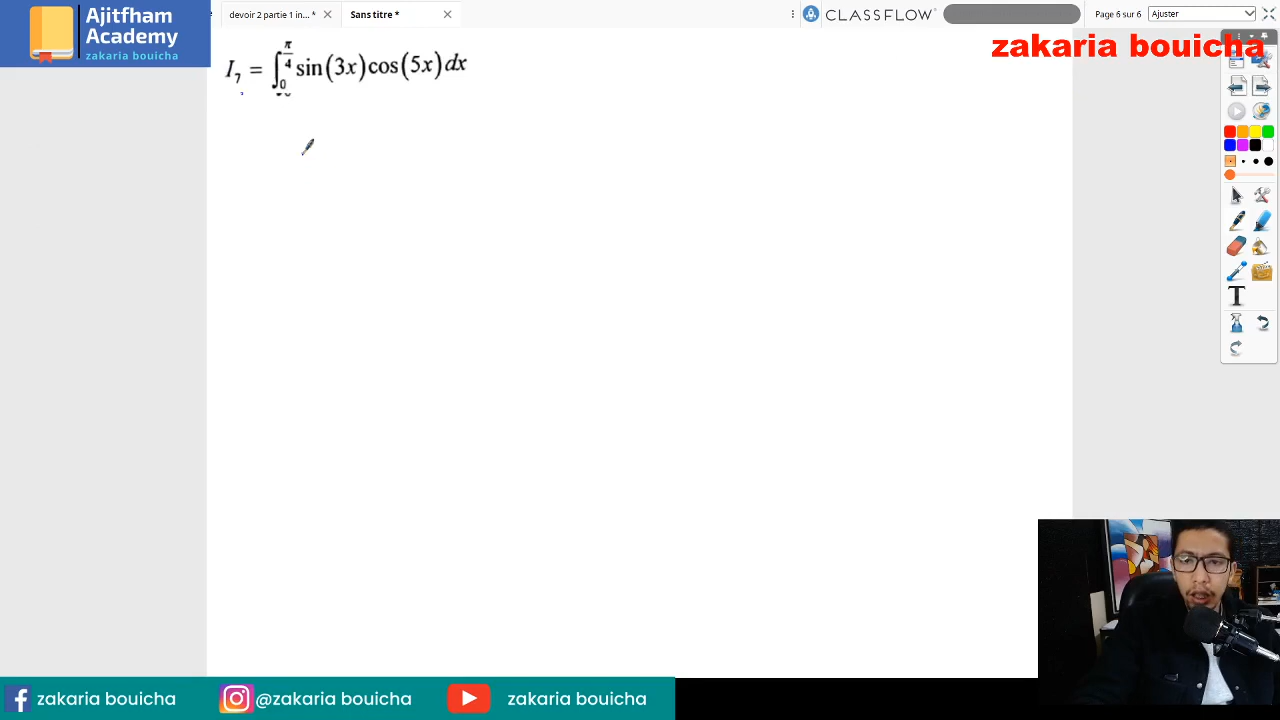 Ajitfham
Academy
zakaria bouicha
devoir 2 partie 1 in... *
Sans titre *
CLASSFLOW
Page 6 sur 6
Ajuster
zakaria bouicha
I₇ = ∫₀^(π/4) sin(3x)cos(5x)dx
T
zakaria bouicha
@zakaria bouicha
zakaria bouicha